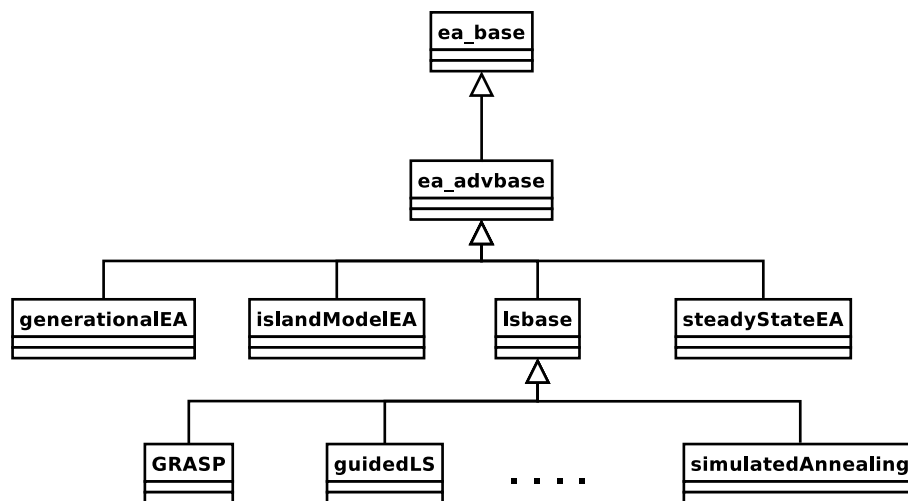 ea_base
ea_advbase
generationalEA
islandModelEA
lsbase
steadyStateEA
GRASP
guidedLS
. . . .
simulatedAnnealing